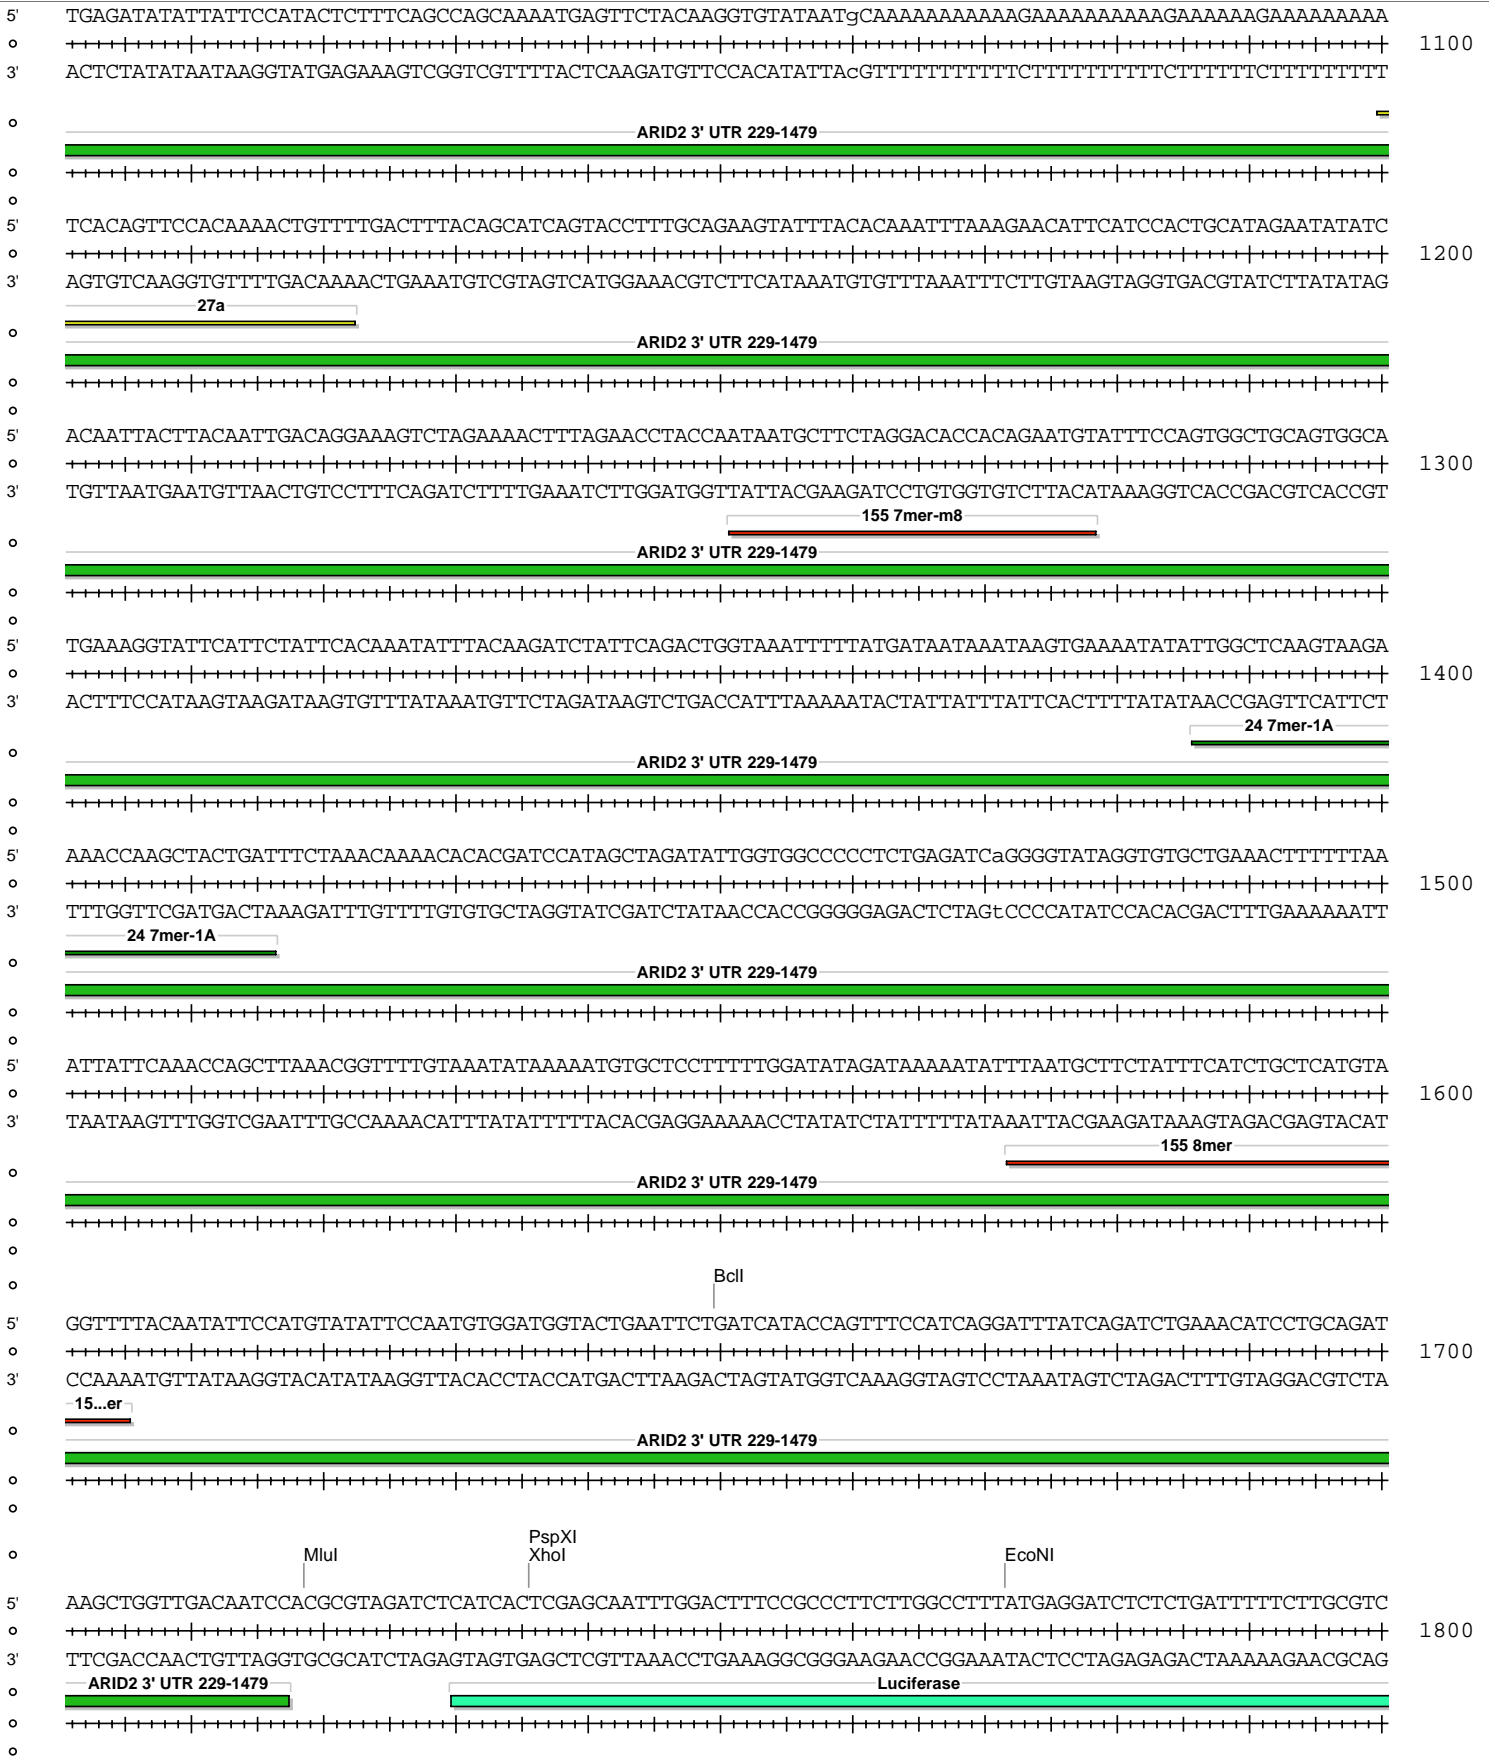 5' TGAGATATATTATTCCATACTCTTTCAGCCAGCAAAATGAGTTCTACAAGGTGTATAATgCAAAAAAAAAAAGAAAAAAAAAAGAAAAAAGAAAAAAAAA
1100
3' ACTCTATATAATAAGGTATGAGAAAGTCGGTCGTTTTACTCAAGATGTTCCACATATTAcGTTTTTTTTTTTCTTTTTTTTTTCTTTTTTCTTTTTTTTT
ARID2 3' UTR 229-1479
5' TCACAGTTCCACAAAACTGTTTTGACTTTACAGCATCAGTACCTTTGCAGAAGTATTTACACAAATTTAAAGAACATTCATCCACTGCATAGAATATATC
1200
3' AGTGTCAAGGTGTTTTGACAAAACTGAAATGTCGTAGTCATGGAAACGTCTTCATAAATGTGTTTAAATTTCTTGTAAGTAGGTGACGTATCTTATATAG
27a
ARID2 3' UTR 229-1479
5' ACAATTACTTACAATTGACAGGAAAGTCTAGAAAACTTTAGAACCTACCAATAATGCTTCTAGGACACCACAGAATGTATTTCCAGTGGCTGCAGTGGCA
1300
3' TGTTAATGAATGTTAACTGTCCTTTCAGATCTTTTGAAATCTTGGATGGTTATTACGAAGATCCTGTGGTGTCTTACATAAAGGTCACCGACGTCACCGT
155 7mer-m8
ARID2 3' UTR 229-1479
5' TGAAAGGTATTCATTCTATTCACAAATATTTACAAGATCTATTCAGACTGGTAAATTTTTATGATAATAAATAAGTGAAAATATATTGGCTCAAGTAAGA
1400
3' ACTTTCCATAAGTAAGATAAGTGTTTATAAATGTTCTAGATAAGTCTGACCATTTAAAAATACTATTATTTATTCACTTTTATATAACCGAGTTCATTCT
24 7mer-1A
ARID2 3' UTR 229-1479
5' AAACCAAGCTACTGATTTCTAAACAAAACACACGATCCATAGCTAGATATTGGTGGCCCCCTCTGAGATCaGGGGTATAGGTGTGCTGAAACTTTTTTAA
1500
3' TTTGGTTCGATGACTAAAGATTTGTTTTGTGTGCTAGGTATCGATCTATAACCACCGGGGGAGACTCTAGtCCCCATATCCACACGACTTTGAAAAAATT
24 7mer-1A
ARID2 3' UTR 229-1479
5' ATTATTCAAACCAGCTTAAACGGTTTTGTAAATATAAAAATGTGCTCCTTTTTGGATATAGATAAAAATATTTAATGCTTCTATTTCATCTGCTCATGTA
1600
3' TAATAAGTTTGGTCGAATTTGCCAAAACATTTATATTTTTACACGAGGAAAAACCTATATCTATTTTTATAAATTACGAAGATAAAGTAGACGAGTACAT
155 8mer
ARID2 3' UTR 229-1479
BclI
5' GGTTTTACAATATTCCATGTATATTCCAATGTGGATGGTACTGAATTCTGATCATACCAGTTTCCATCAGGATTTATCAGATCTGAAACATCCTGCAGAT
1700
3' CCAAAATGTTATAAGGTACATATAAGGTTACACCTACCATGACTTAAGACTAGTATGGTCAAAGGTAGTCCTAAATAGTCTAGACTTTGTAGGACGTCTA
15...er
ARID2 3' UTR 229-1479
PspXI
MluI XhoI EcoNI
5' AAGCTGGTTGACAATCCACGCGTAGATCTCATCACTCGAGCAATTTGGACTTTCCGCCCTTCTTGGCCTTTATGAGGATCTCTCTGATTTTTCTTGCGTC
1800
3' TTCGACCAACTGTTAGGTGCGCATCTAGAGTAGTGAGCTCGTTAAACCTGAAAGGCGGGAAGAACCGGAAATACTCCTAGAGAGACTAAAAAGAACGCAG
ARID2 3' UTR 229-1479 Luciferase